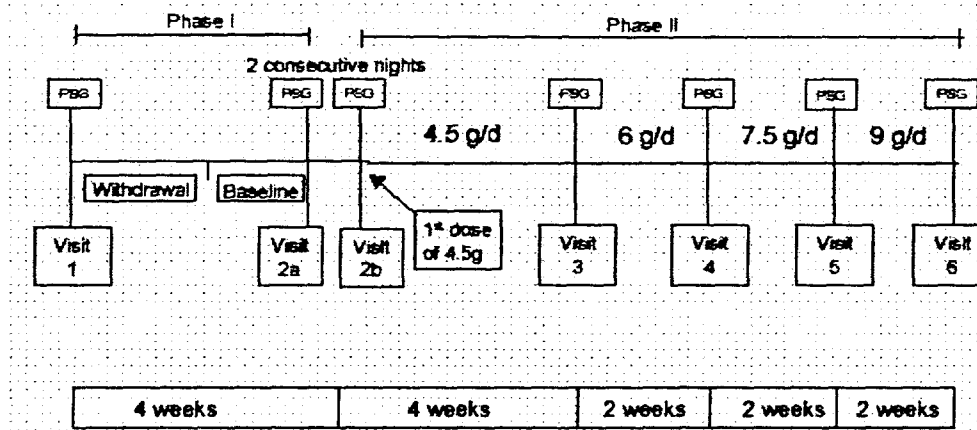 Phase I
Phase II
2 consecutive nights
PSG
PSG
PSG
PSG
PSG
PSG
PSG
4.5 g/d
6 g/d
7.5 g/d
9 g/d
Withdrawal
Baseline
1st dose
of 4.5g
Visit
1
Visit
2a
Visit
2b
Visit
3
Visit
4
Visit
5
Visit
6
4 weeks
4 weeks
2 weeks
2 weeks
2 weeks